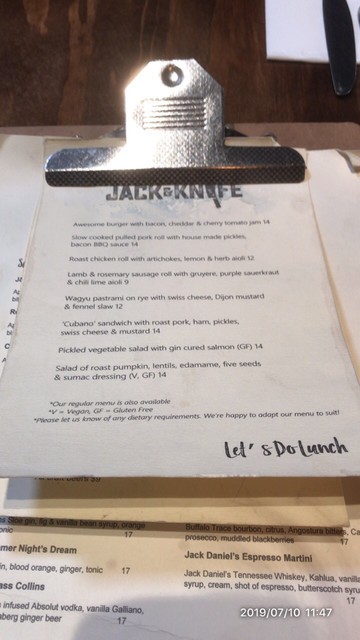 JACK&KNIFE
Awesome burger with bacon, cheddar & cherry tomato jam 14
Slow cooked pulled pork roll with house made pickles,
bacon BBQ sauce 14
Roast chicken roll with artichokes, lemon & herb aioli 12
Lamb & rosemary sausage roll with gruyere, purple sauerkraut
& chili lime aioli 9
Wagyu pastrami on rye with swiss cheese, Dijon mustard
& fennel slaw 12
'Cubano' sandwich with roast pork, ham, pickles,
swiss cheese & mustard 14
Pickled vegetable salad with gin cured salmon (GF) 14
Salad of roast pumpkin, lentils, edamame, five seeds
& sumac dressing (V, GF) 14
*Our regular menu is also available
*V = Vegan, GF = Gluten Free
*Please let us know of any dietary requirements. We're happy to adapt our menu to suit!
Let' s Do Lunch
Sloe gin, fig & vanilla bean syrup, orange
17
mer Night's Dream
in, blood orange, ginger, tonic 17
ass Collins
infused Absolut vodka, vanilla Galliano,
berg ginger beer 17
Buffalo Trace bourbon, citrus, Angostura
prosecco, muddled blackberries 17
Jack Daniel's Espresso Martini
Jack Daniel's Tennessee Whiskey, Kahlua, vanilla
syrup, cream, shot of espresso, butterscotch
2019/07/10 11:47